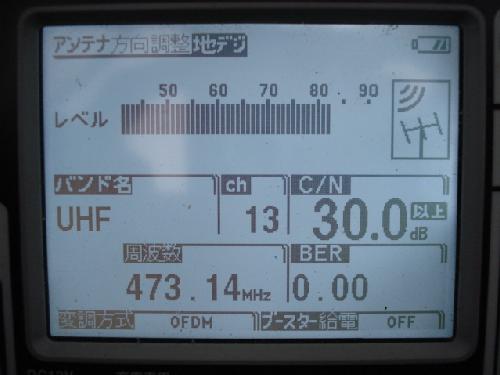 アンテナ方向調整 地デジ
50 60 70 80 90
レベル
バンド名 ch C/N
UHF 13 30.0 以上 dB
周波数 BER
473.14MHz 0.00
変調方式 OFDM ブースター給電 OFF